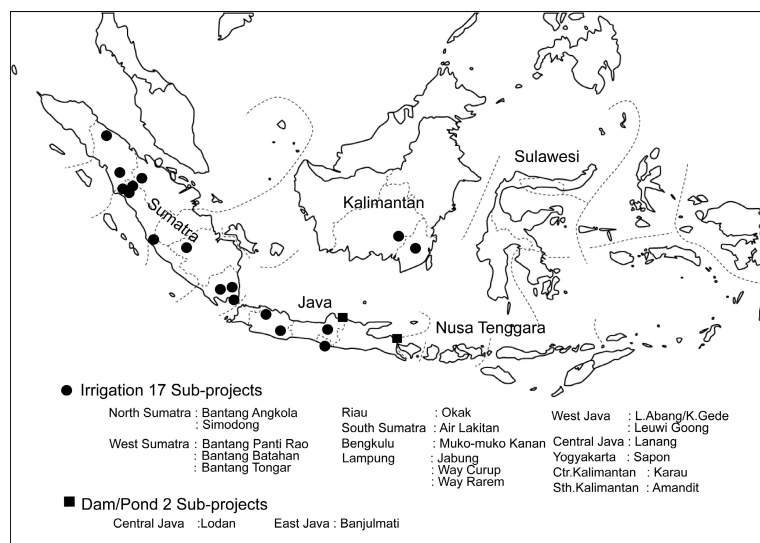 Sulawesi
Kalimantan
Sumatra
Java
Nusa Tenggara
Irrigation 17 Sub-projects
North Sumatra : Bantang Angkola
: Simodong
West Sumatra : Bantang Panti Rao
: Bantang Batahan
: Bantang Tongar
Riau : Okak
South Sumatra : Air Lakitan
Bengkulu : Muko-muko Kanan
Lampung : Jabung
: Way Curup
: Way Rarem
West Java : L.Abang/K.Gede
: Leuwi Goong
Central Java : Lanang
Yogyakarta : Sapon
Ctr.Kalimantan : Karau
Sth.Kalimantan : Amandit
Dam/Pond 2 Sub-projects
Central Java :Lodan East Java : Banjulmati